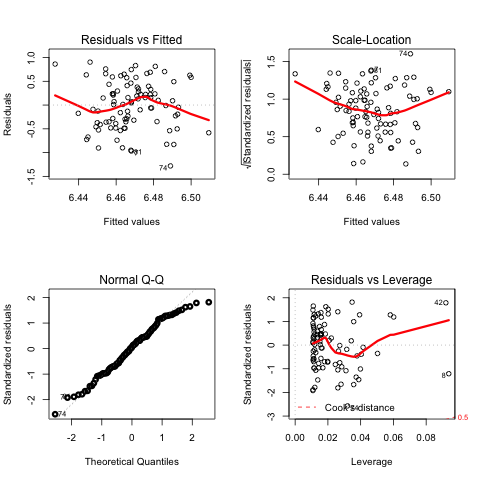 Residuals vs Fitted
Residuals
1.0
0.5
-0.5
-1.5
74
6.44 6.46 6.48 6.50
Fitted values
Scale-Location
√|Standardized residuals|
1.5
1.0
0.5
0.0
74
6.44 6.46 6.48 6.50
Fitted values
Normal Q-Q
Standardized residuals
2
1
0
-1
-2
74
-2 -1 0 1 2
Theoretical Quantiles
Residuals vs Leverage
Standardized residuals
2
1
0
-1
-2
-3
42
8
Cook's distance
0.5
0.00 0.02 0.04 0.06 0.08
Leverage